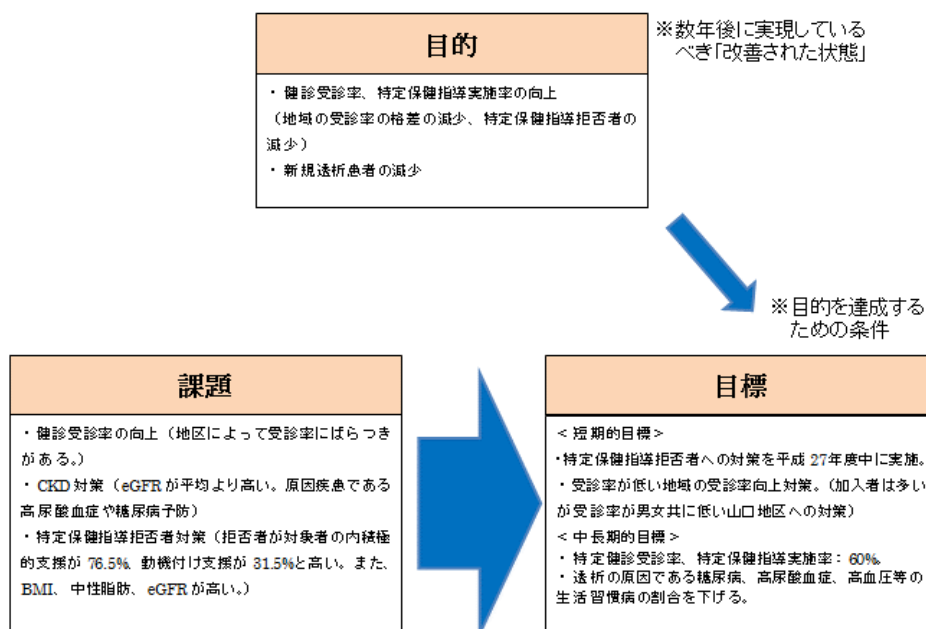 目的
※数年後に実現している
べき「改善された状態」
・ 健診受診率、特定保健指導実施率の向上
（地域の受診率の格差の減少、特定保健指導拒否者の
減少）
・ 新規透析患者の減少
※目的を達成する
ための条件
課題
・ 健診受診率の向上（地区によって受診率にばらつき
がある。）
・ CKD対策（eGFRが平均より高い。原因疾患である
高尿酸血症や糖尿病予防）
・ 特定保健指導拒否者対策（拒否者が対象者の内積極
的支援が 76.5% 動機付け支援が 31.5%と高い。また、
BMI、中性脂肪、eGFRが高い。）
目標
＜短期的目標＞
・特定保健指導拒否者への対策を平成 27年度中に実施。
・ 受診率が低い地域の受診率向上対策。（加入者は多い
が受診率が男女共に低い山口地区への対策）
＜中長期的目標＞
・ 特定健診受診率、特定保健指導実施率：60%
・ 透析の原因である糖尿病、高尿酸血症、高血圧等の
生活習慣病の割合を下げる。